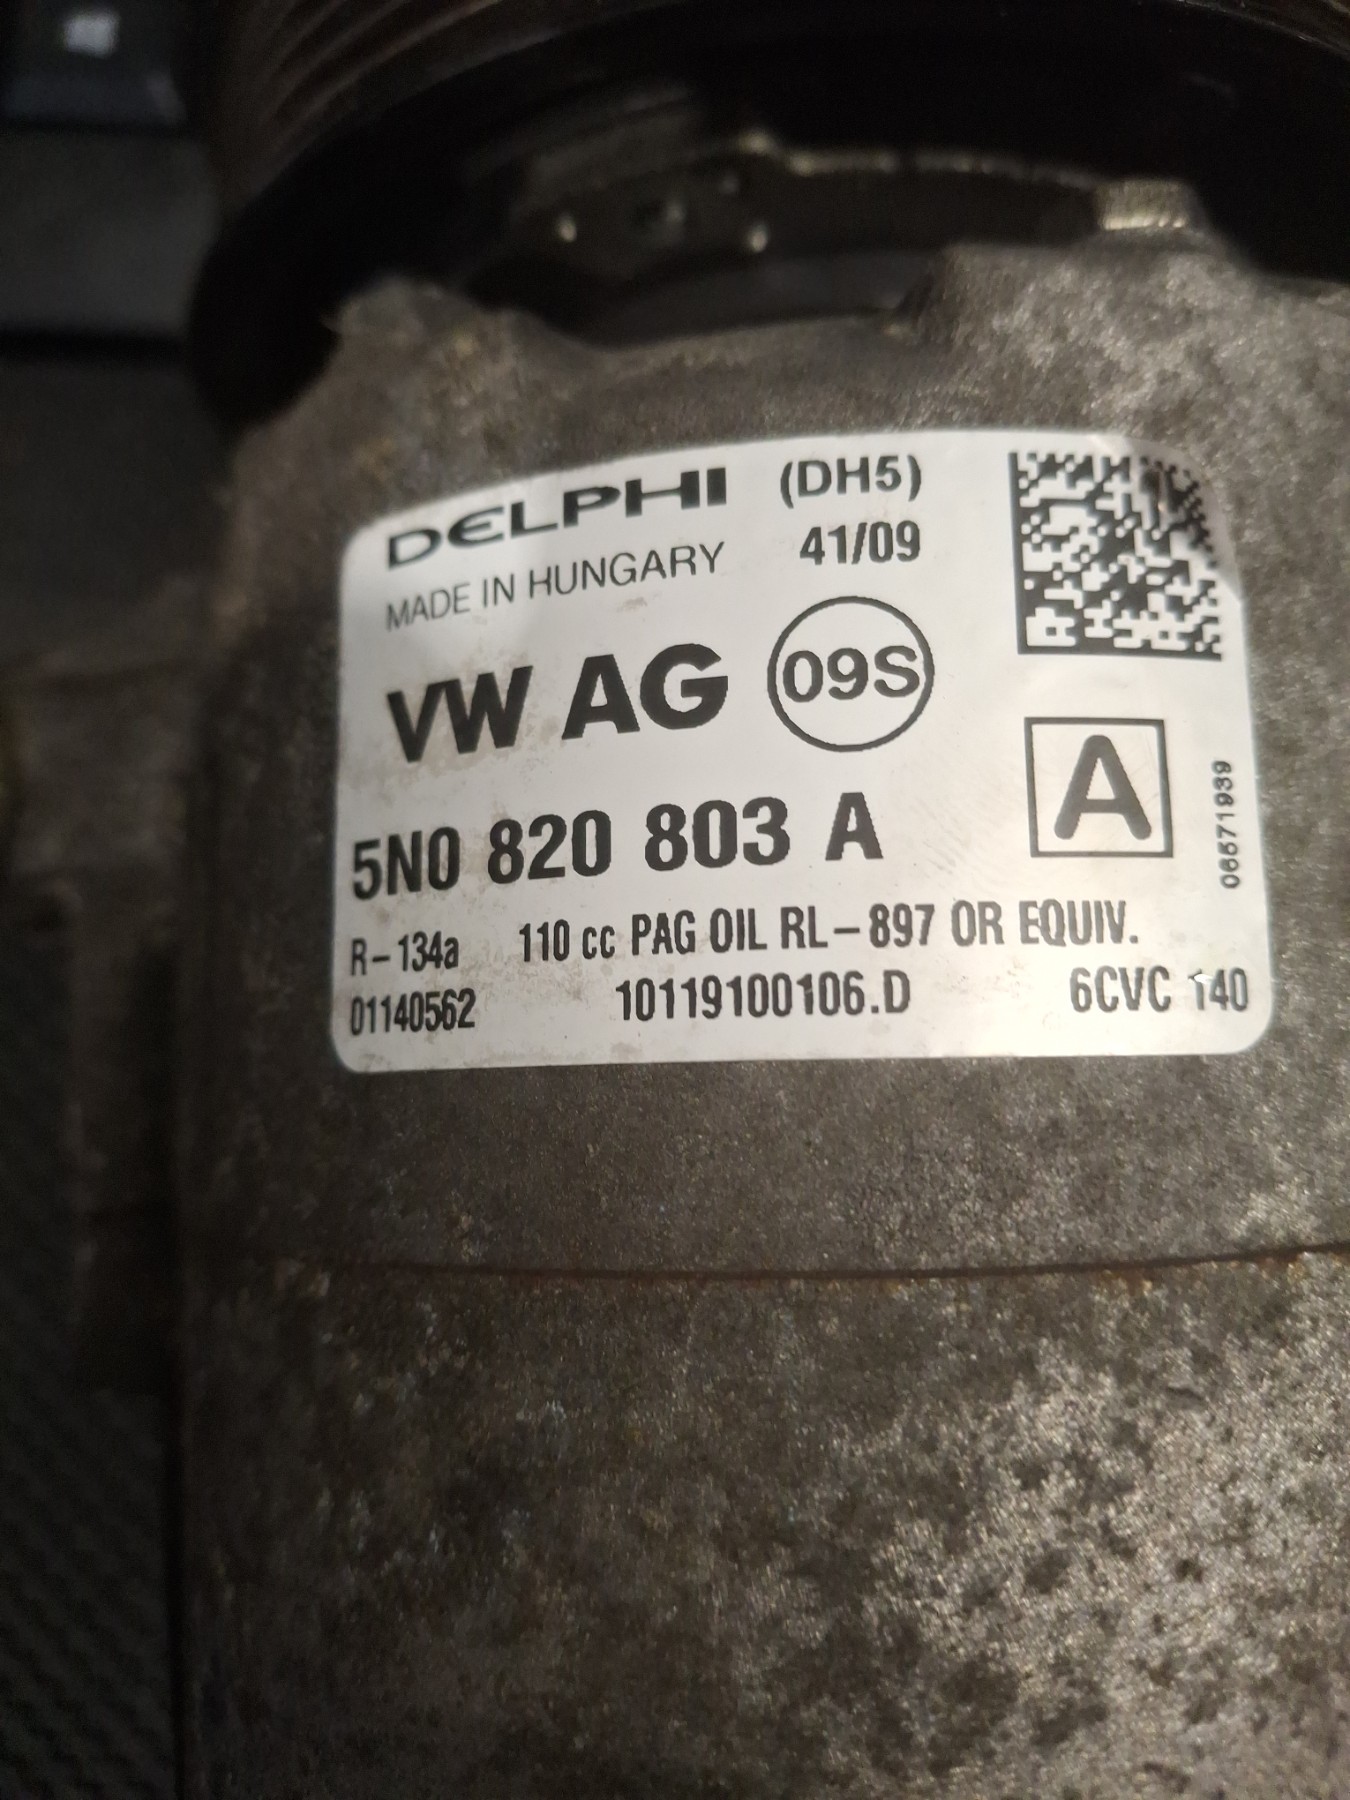 DELPHI (DH5)
MADE IN HUNGARY 41/09
VW AG 09S
5N0 820 803 A A
06671939
R-134a 110 cc PAG OIL RL-897 OR EQUIV.
01140562 10119100106.D 6CVC 140